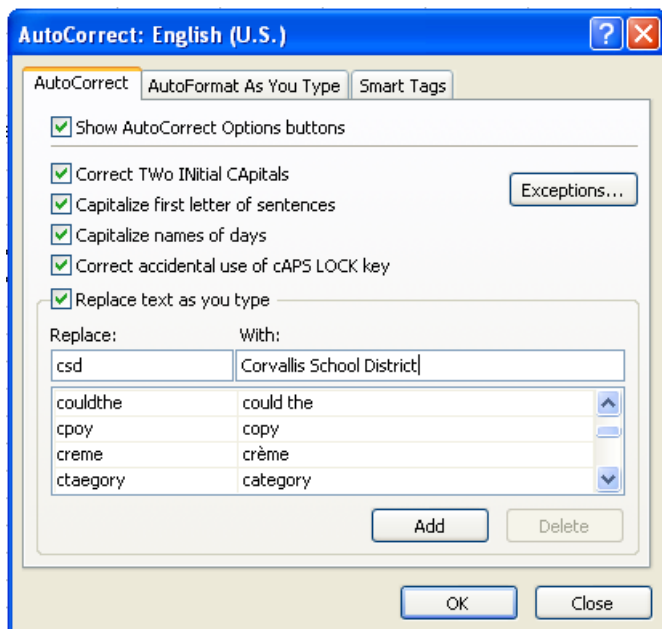 AutoCorrect: English (U.S.)
AutoCorrect AutoFormat As You Type Smart Tags
Show AutoCorrect Options buttons
Correct TWo INitial CApitals
Exceptions...
Capitalize first letter of sentences
Capitalize names of days
Correct accidental use of cAPS LOCK key
Replace text as you type
Replace: With:
csd Corvallis School District
couldthe could the
cpoy copy
creme crème
ctaegory category
Add Delete
OK Close